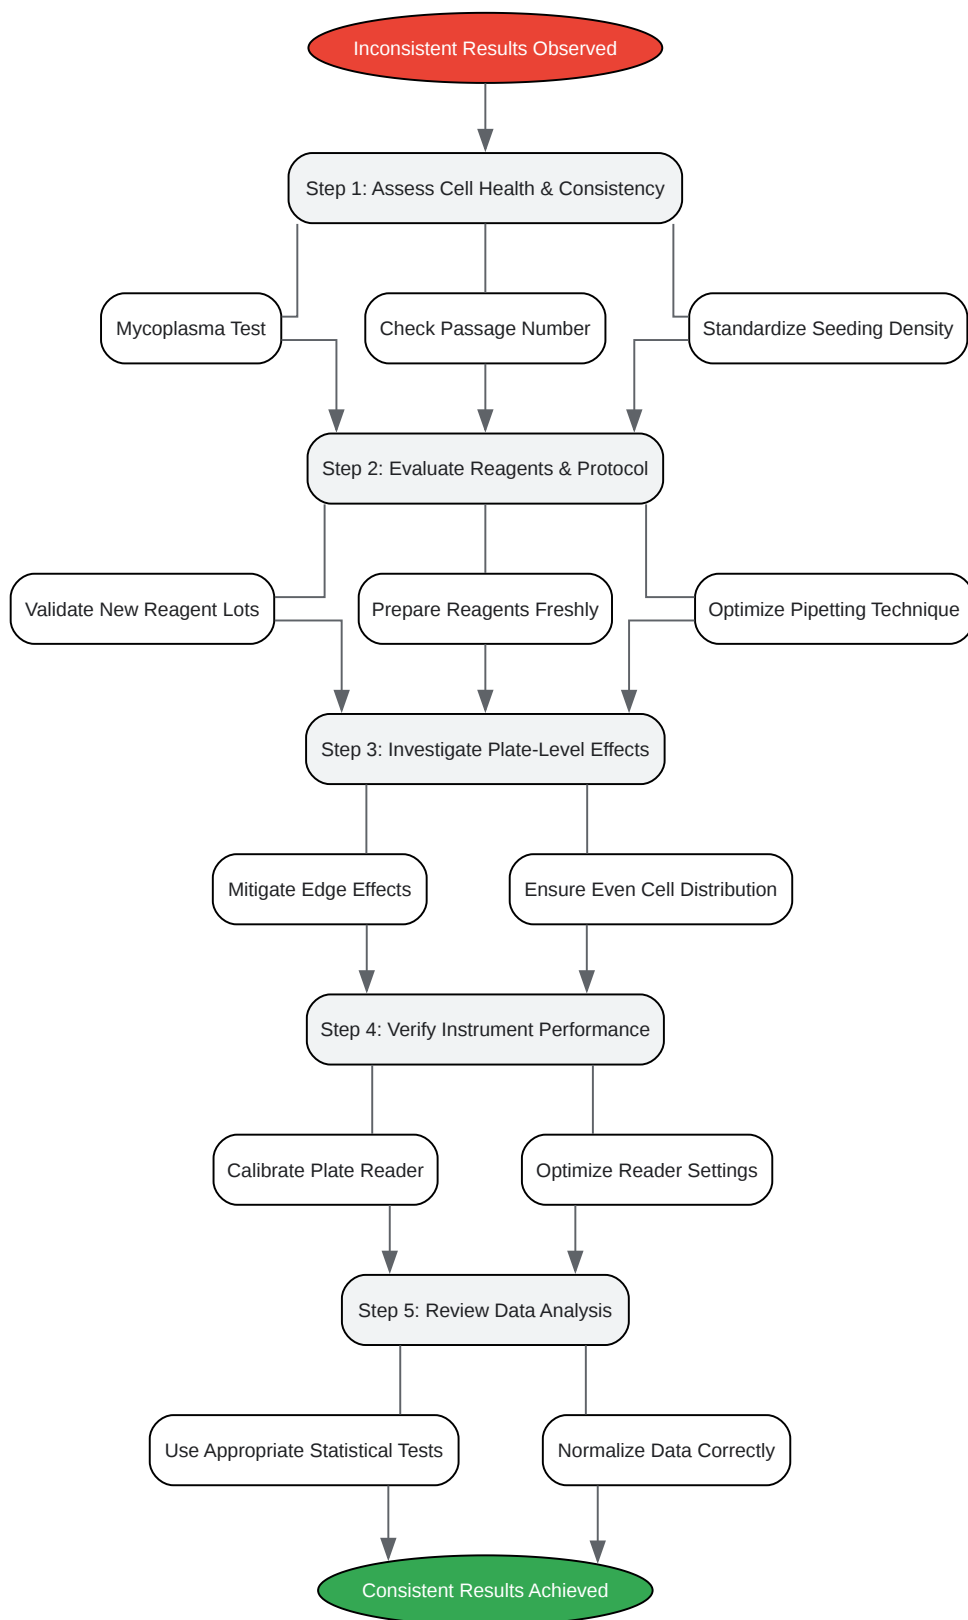 Inconsistent Results Observed
Step 1: Assess Cell Health & Consistency
Mycoplasma Test
Check Passage Number
Standardize Seeding Density
Step 2: Evaluate Reagents & Protocol
Validate New Reagent Lots
Prepare Reagents Freshly
Optimize Pipetting Technique
Step 3: Investigate Plate-Level Effects
Mitigate Edge Effects
Ensure Even Cell Distribution
Step 4: Verify Instrument Performance
Calibrate Plate Reader
Optimize Reader Settings
Step 5: Review Data Analysis
Use Appropriate Statistical Tests
Normalize Data Correctly
Consistent Results Achieved